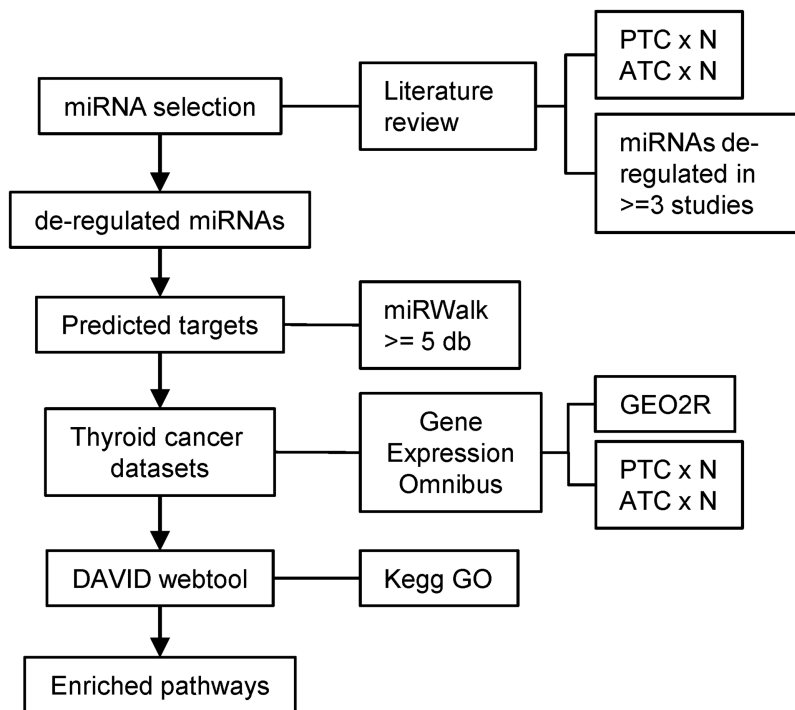 PTC x N
ATC x N
miRNA selection
Literature
review
miRNAs de-
regulated in
>=3 studies
de-regulated miRNAs
Predicted targets
miRWalk
>= 5 db
Thyroid cancer
datasets
Gene
Expression
Omnibus
GEO2R
PTC x N
ATC x N
DAVID webtool
Kegg GO
Enriched pathways